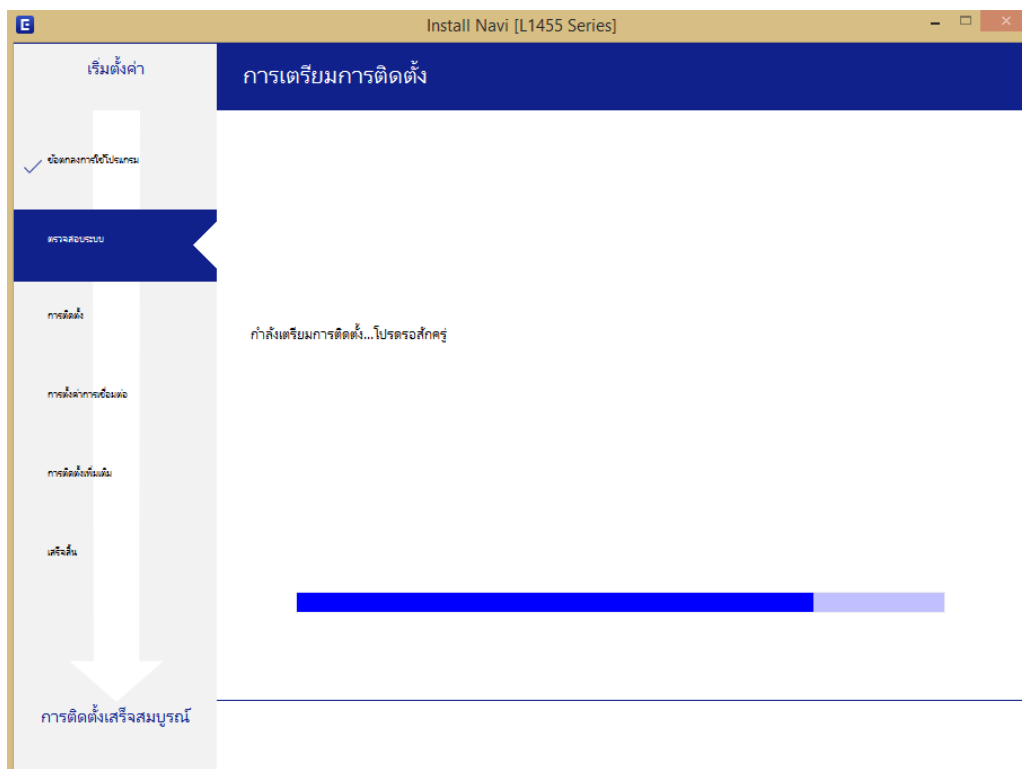 E
Install Navi [L1455 Series]
เริ่มตั้งค่า
การเตรียมการติดตั้ง
ข้อตกลงการใช้โปรแกรม
ตรวจสอบระบบ
การติดตั้ง
กำลังเตรียมการติดตั้ง...โปรดรอสักครู่
การตั้งค่าการเชื่อมต่อ
การติดตั้งเพิ่มเติม
เสร็จสิ้น
การติดตั้งเสร็จสมบูรณ์